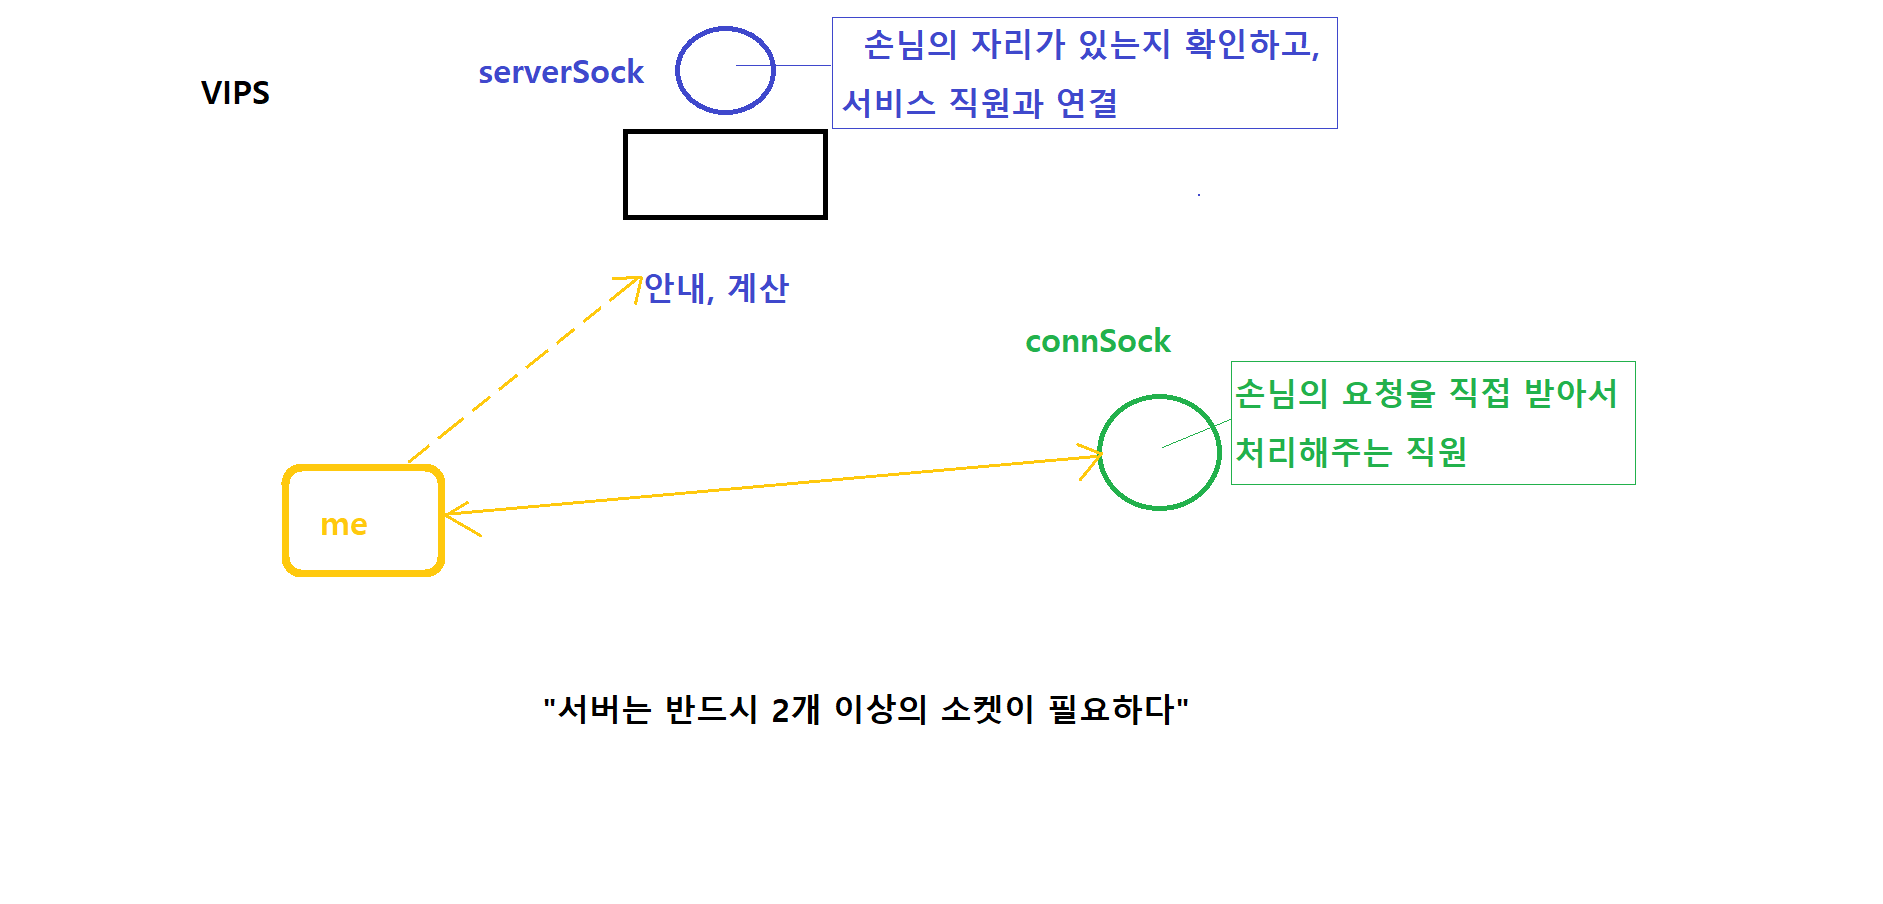 VIPS
serverSock
손님의 자리가 있는지 확인하고,
서비스 직원과 연결
안내, 계산
connSock
손님의 요청을 직접 받아서
처리해주는 직원
me
"서버는 반드시 2개 이상의 소켓이 필요하다"